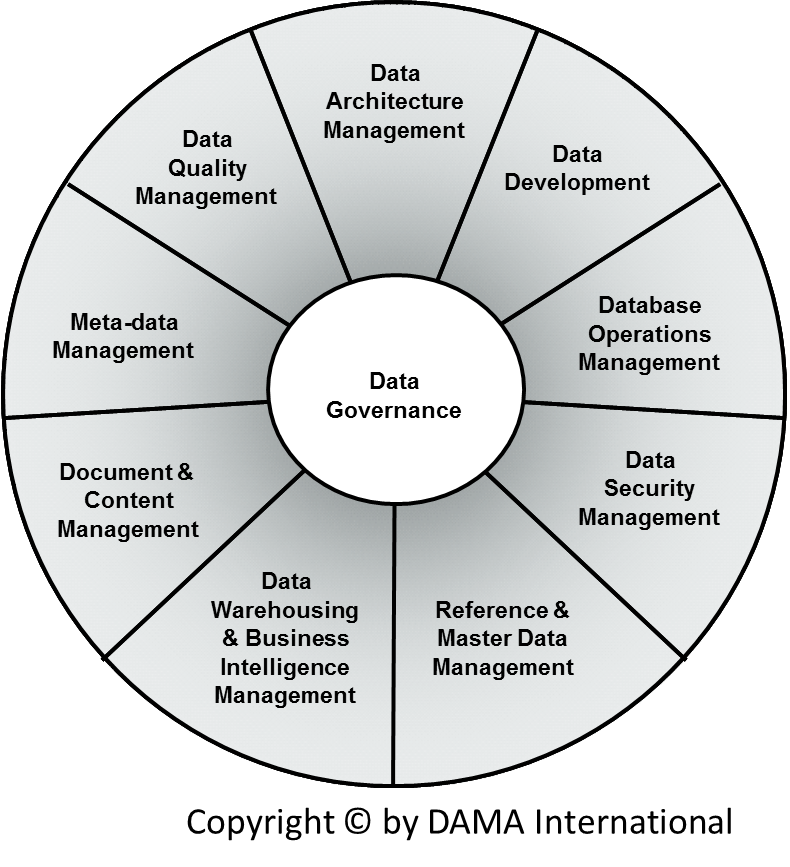 Data
Architecture
Management
Data
Development
Database
Operations
Management
Data
Security
Management
Reference &
Master Data
Management
Data
Warehousing
& Business
Intelligence
Management
Document &
Content
Management
Meta-data
Management
Data
Quality
Management
Data
Governance
Copyright © by DAMA International